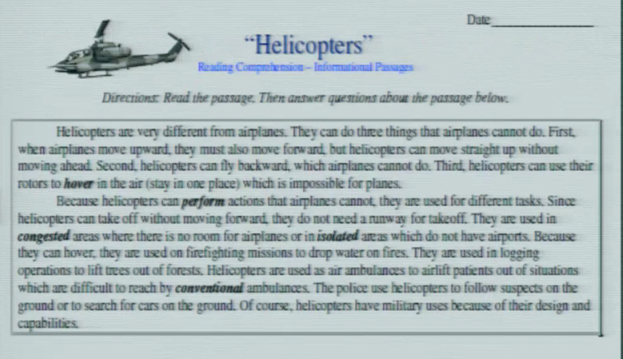 Date
"Helicopters"
Reading Comprehension – Informational Passages
Directions: Read the passage. Then answer questions about the passage below.
Helicopters are very different from airplanes. They can do three things that airplanes cannot do. First,
when airplanes move upward, they must also move forward, but helicopters can move straight up without
moving ahead. Second, helicopters can fly backward, which airplanes cannot do. Third, helicopters can use their
rotors to hover in the air (stay in one place) which is impossible for planes.
Because helicopters can perform actions that airplanes cannot, they are used for different tasks. Since
helicopters can take off without moving forward, they do not need a runway for takeoff. They are used in
congested areas where there is no room for airplanes or in isolated areas which do not have airports. Because
they can hover, they are used on firefighting missions to drop water on fires. They are used in logging
operations to lift trees out of forests. Helicopters are used as air ambulances to airlift patients out of situations
which are difficult to reach by conventional ambulances. The police use helicopters to follow suspects on the
ground or to search for cars on the ground. Of course, helicopters have military uses because of their design and
capabilities.